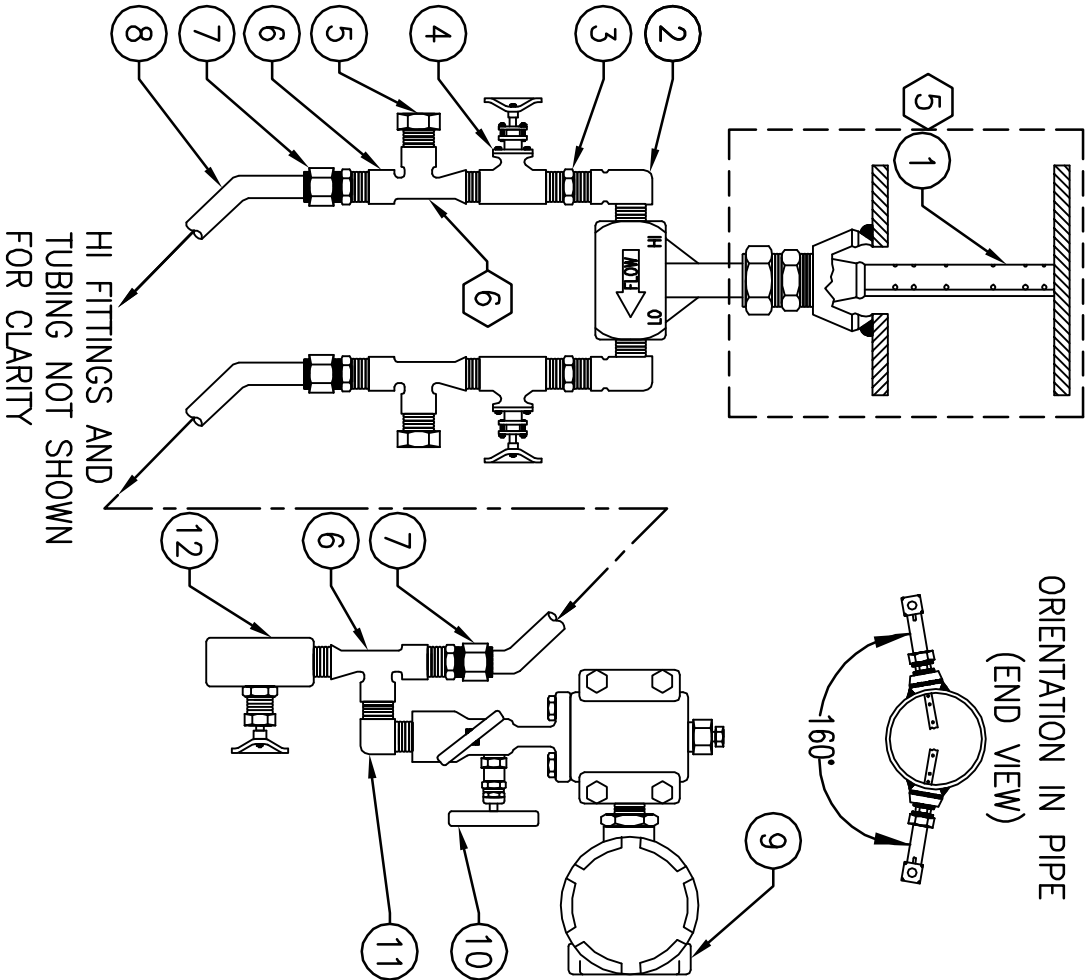 ORIENTATION IN PIPE
(END VIEW)
160°
5
1
2
HI
FLOW
LO
3
4
6
5
6
7
8
9
10
7
11
6
12
HI FITTINGS AND
TUBING NOT SHOWN
FOR CLARITY